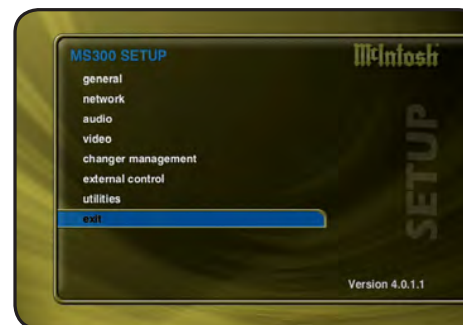 MS300 SETUP
McIntosh
general
network
audio
video
changer management
external control
utilities
exit
SETUP
Version 4.0.1.1